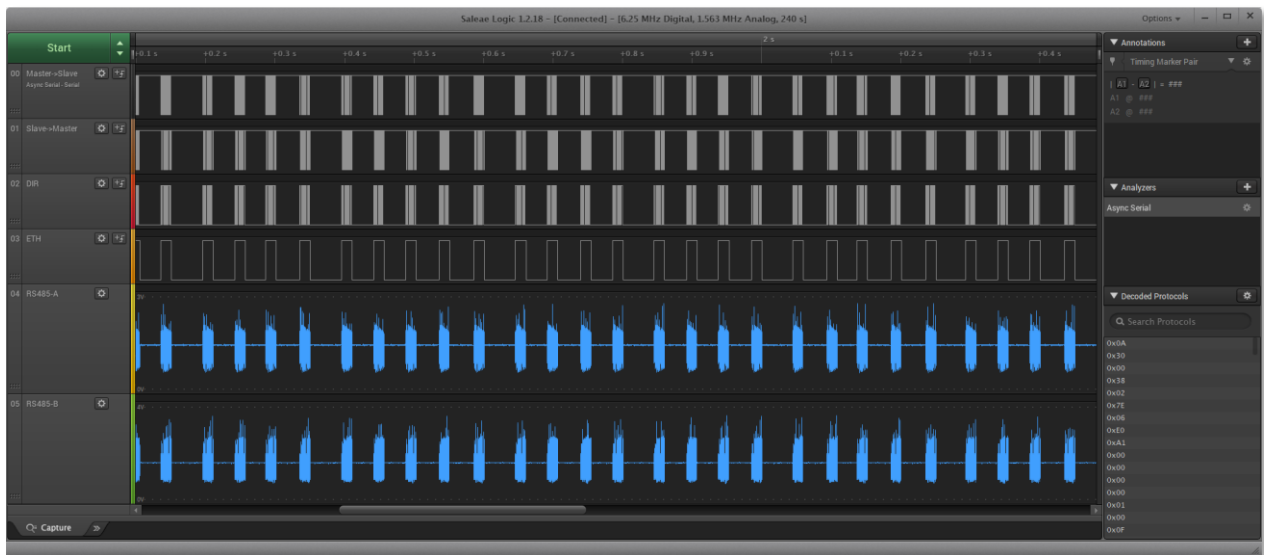 Saleae Logic 1.2.18 - [Connected] - [6.25 MHz Digital, 1.563 MHz Analog, 240 s]
Options
Start
+0.1 s +0.2 s +0.3 s +0.4 s +0.5 s +0.6 s +0.7 s +0.8 s +0.9 s 2 s +0.1 s +0.2 s +0.3 s +0.4 s
00 Master->Slave
Async Serial - Serial
01 Slave->Master
02 DIR
03 ETH
04 RS485-A
05 RS485-B
Capture
Annotations
Timing Marker Pair
| A1 - A2 | = ###
A1 @ ###
A2 @ ###
Analyzers
Async Serial
Decoded Protocols
Search Protocols
0x0A
0x30
0x00
0x38
0x02
0x7E
0x06
0xE0
0xA1
0x00
0x00
0x00
0x00
0x01
0x00
0x0F